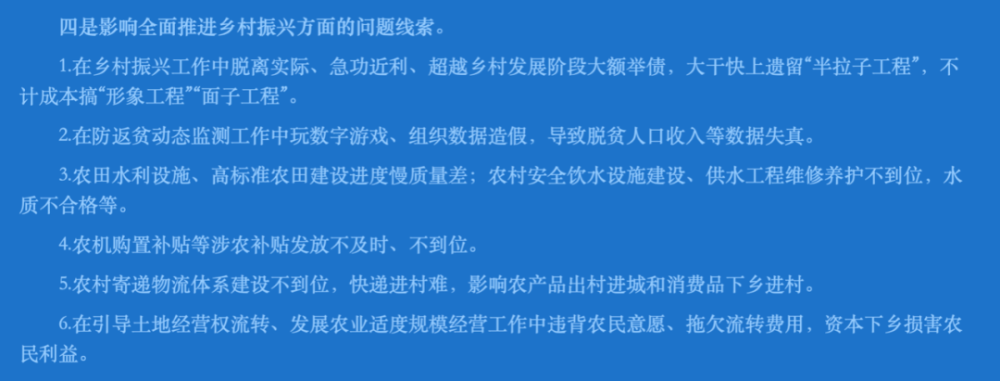 四是影响全面推进乡村振兴方面的问题线索。
1.在乡村振兴工作中脱离实际、急功近利、超越乡村发展阶段大额举债，大干快上遗留“半拉子工程”，不
计成本搞“形象工程”“面子工程”。
2.在防返贫动态监测工作中玩数字游戏、组织数据造假，导致脱贫人口收入等数据失真。
3.农田水利设施、高标准农田建设进度慢质量差；农村安全饮水设施建设、供水工程维修养护不到位，水
质不合格等。
4.农机购置补贴等涉农补贴发放不及时、不到位。
5.农村寄递物流体系建设不到位，快递进村难，影响农产品出村进城和消费品下乡进村。
6.在引导土地经营权流转、发展农业适度规模经营工作中违背农民意愿、拖欠流转费用，资本下乡损害农
民利益。